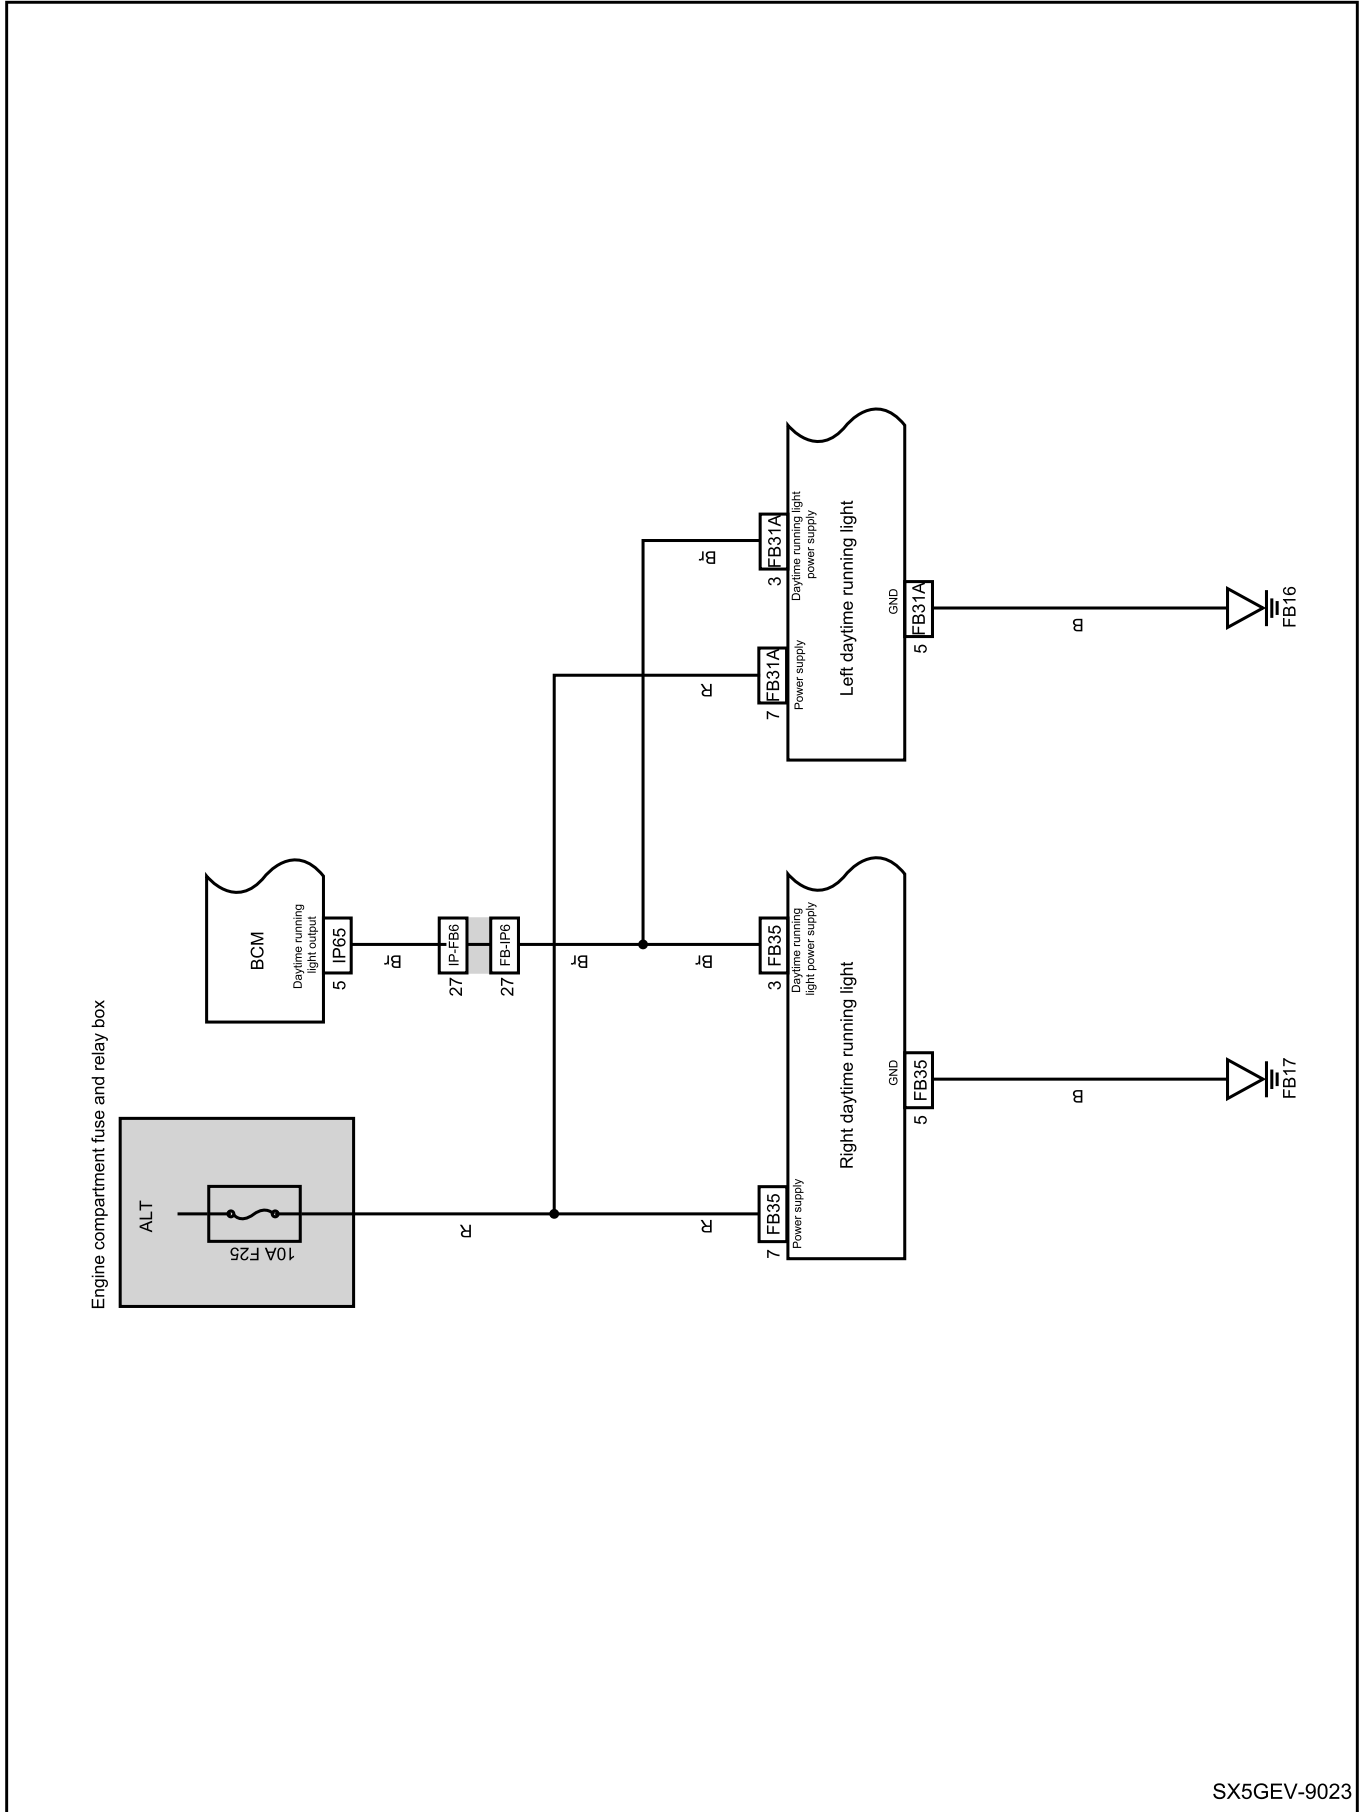 Engine compartment fuse and relay box
ALT
10A F25
R
R
R
BCM
Daytime running
light output
5
IP65
Br
27
IP-FB6
27
FB-IP6
Br
Br
Br
7
FB35
Power supply
3
FB35
Daytime running
light power supply
Right daytime running light
GND
5
FB35
B
FB17
7
FB31A
Power supply
3
FB31A
Daytime running light
power supply
Left daytime running light
GND
5
FB31A
B
FB16
SX5GEV-9023